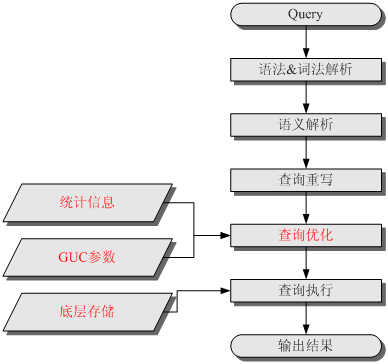 Query
语法&词法解析
语义解析
查询重写
统计信息
查询优化
GUC参数
查询执行
底层存储
输出结果